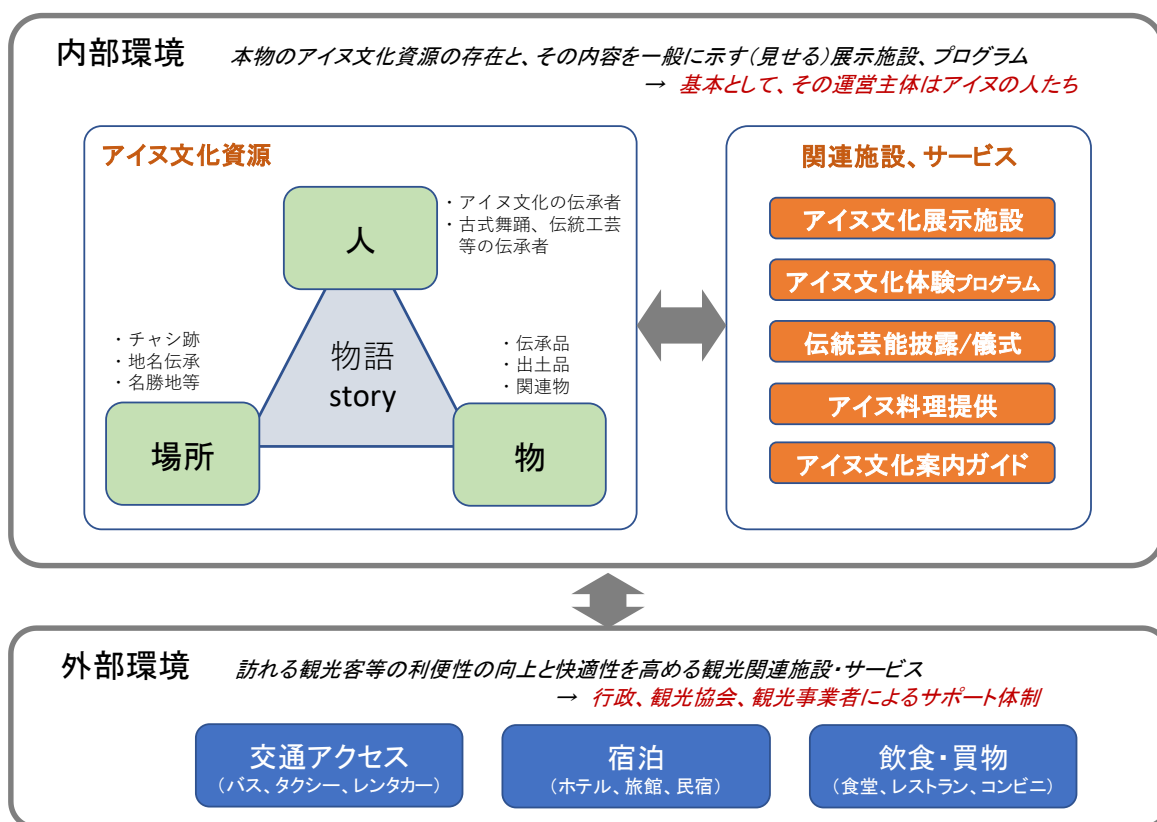 内部環境
本物のアイヌ文化資源の存在と、その内容を一般に示す(見せる)展示施設、プログラム
→ 基本として、その運営主体はアイヌの人たち
アイヌ文化資源
人
・アイヌ文化の伝承者
・古式舞踊、伝統工芸
等の伝承者
物語
story
・チャシ跡
・地名伝承
・名勝地等
場所
・伝承品
・出土品
・関連物
物
関連施設、サービス
アイヌ文化展示施設
アイヌ文化体験プログラム
伝統芸能披露/儀式
アイヌ料理提供
アイヌ文化案内ガイド
外部環境
訪れる観光客等の利便性の向上と快適性を高める観光関連施設・サービス
→ 行政、観光協会、観光事業者によるサポート体制
交通アクセス
(バス、タクシー、レンタカー)
宿泊
(ホテル、旅館、民宿)
飲食・買物
(食堂、レストラン、コンビニ)